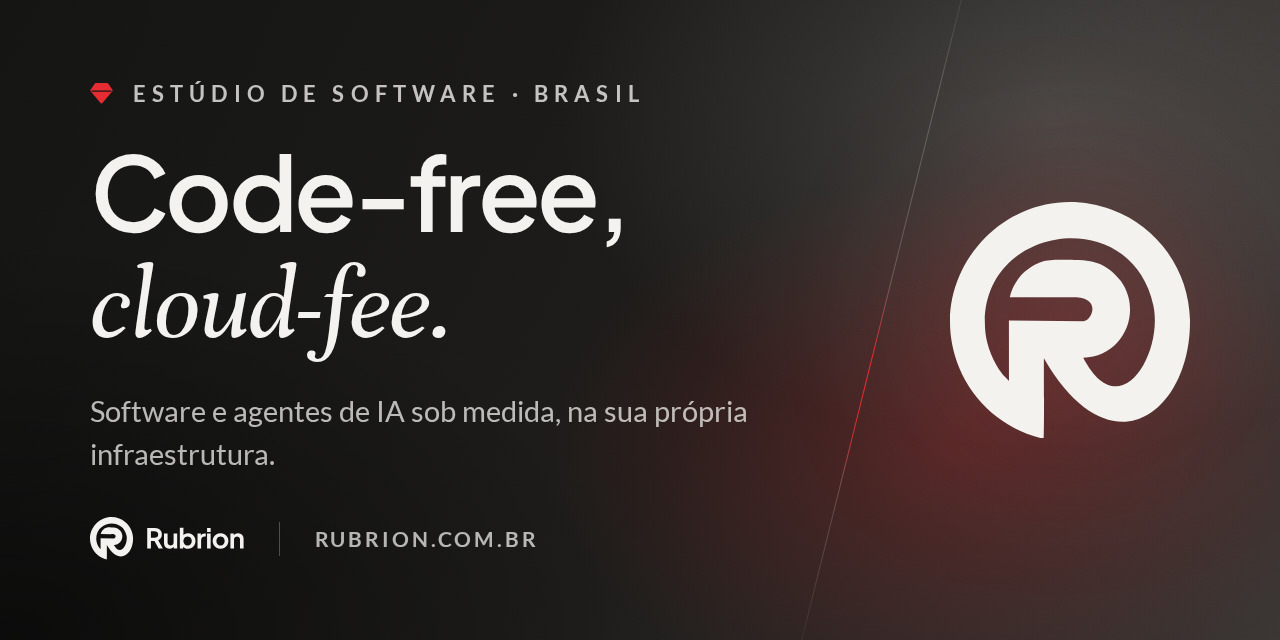 ESTÚDIO DE SOFTWARE · BRASIL
Code-free,
cloud-fee.
Software e agentes de IA sob medida, na sua própria
infraestrutura.
Rubrion
RUBRION.COM.BR